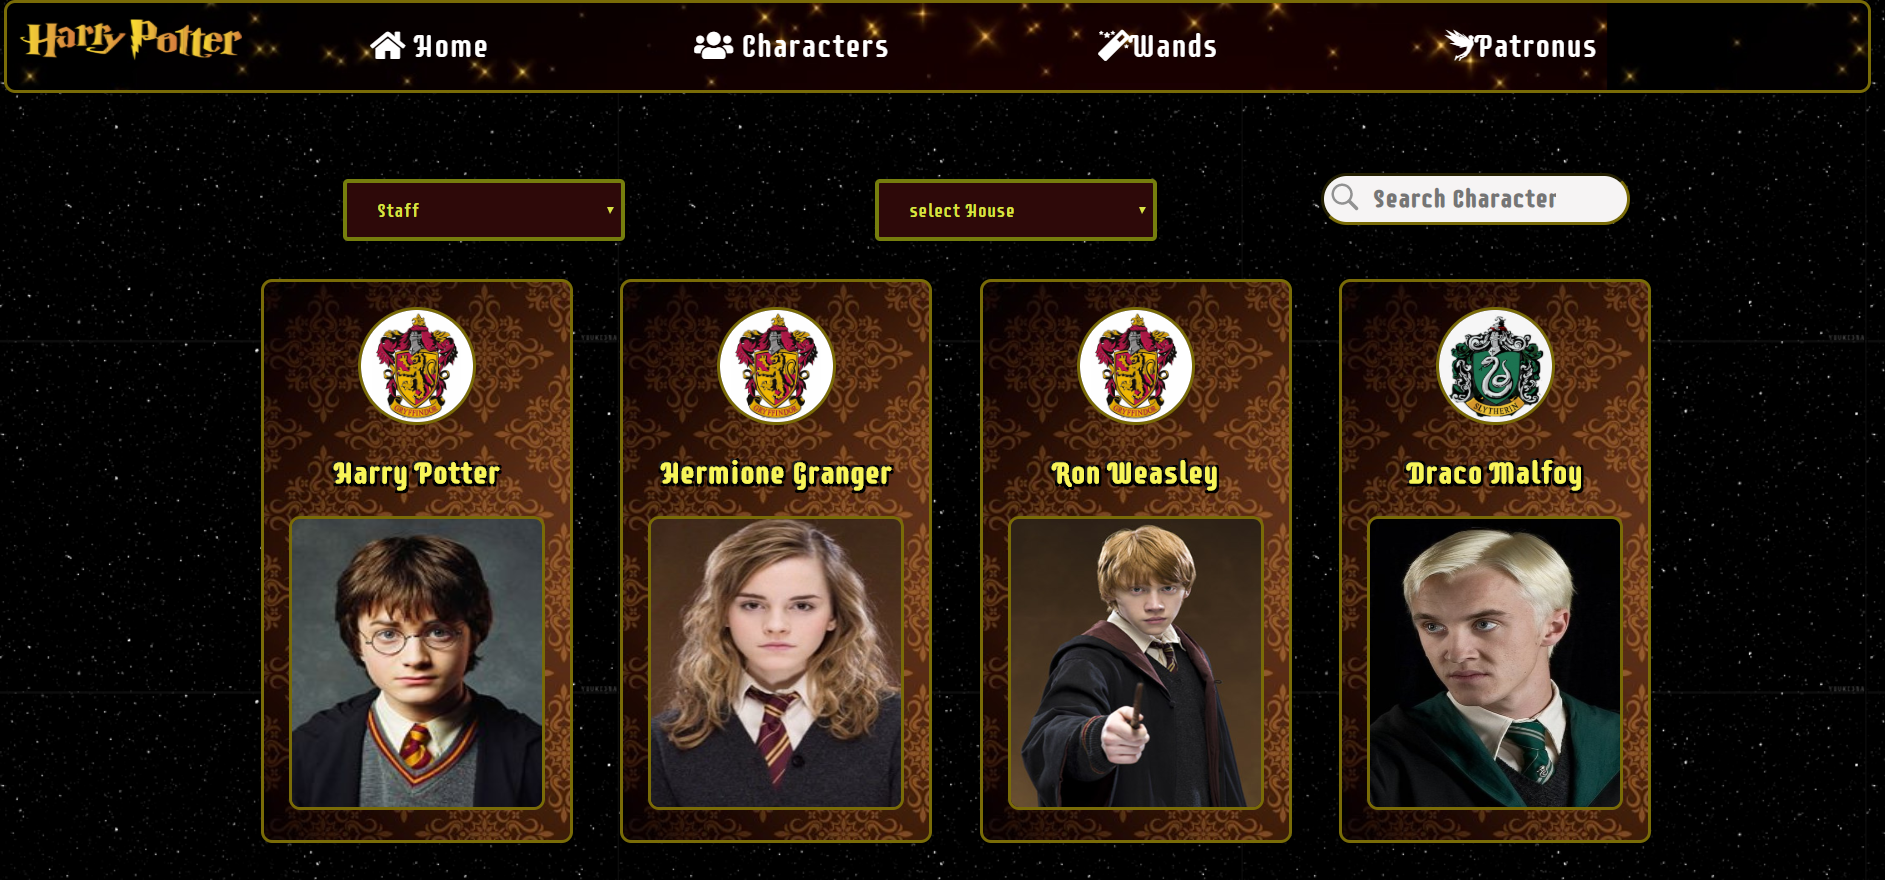 Harry Potter
Home
Characters
Wands
Patronus
Staff
select House
Search Character
GRYFFINDOR
GRYFFINDOR
GRYFFINDOR
SLYTHERIN
Harry Potter
Hermione Granger
Ron Weasley
Draco Malfoy